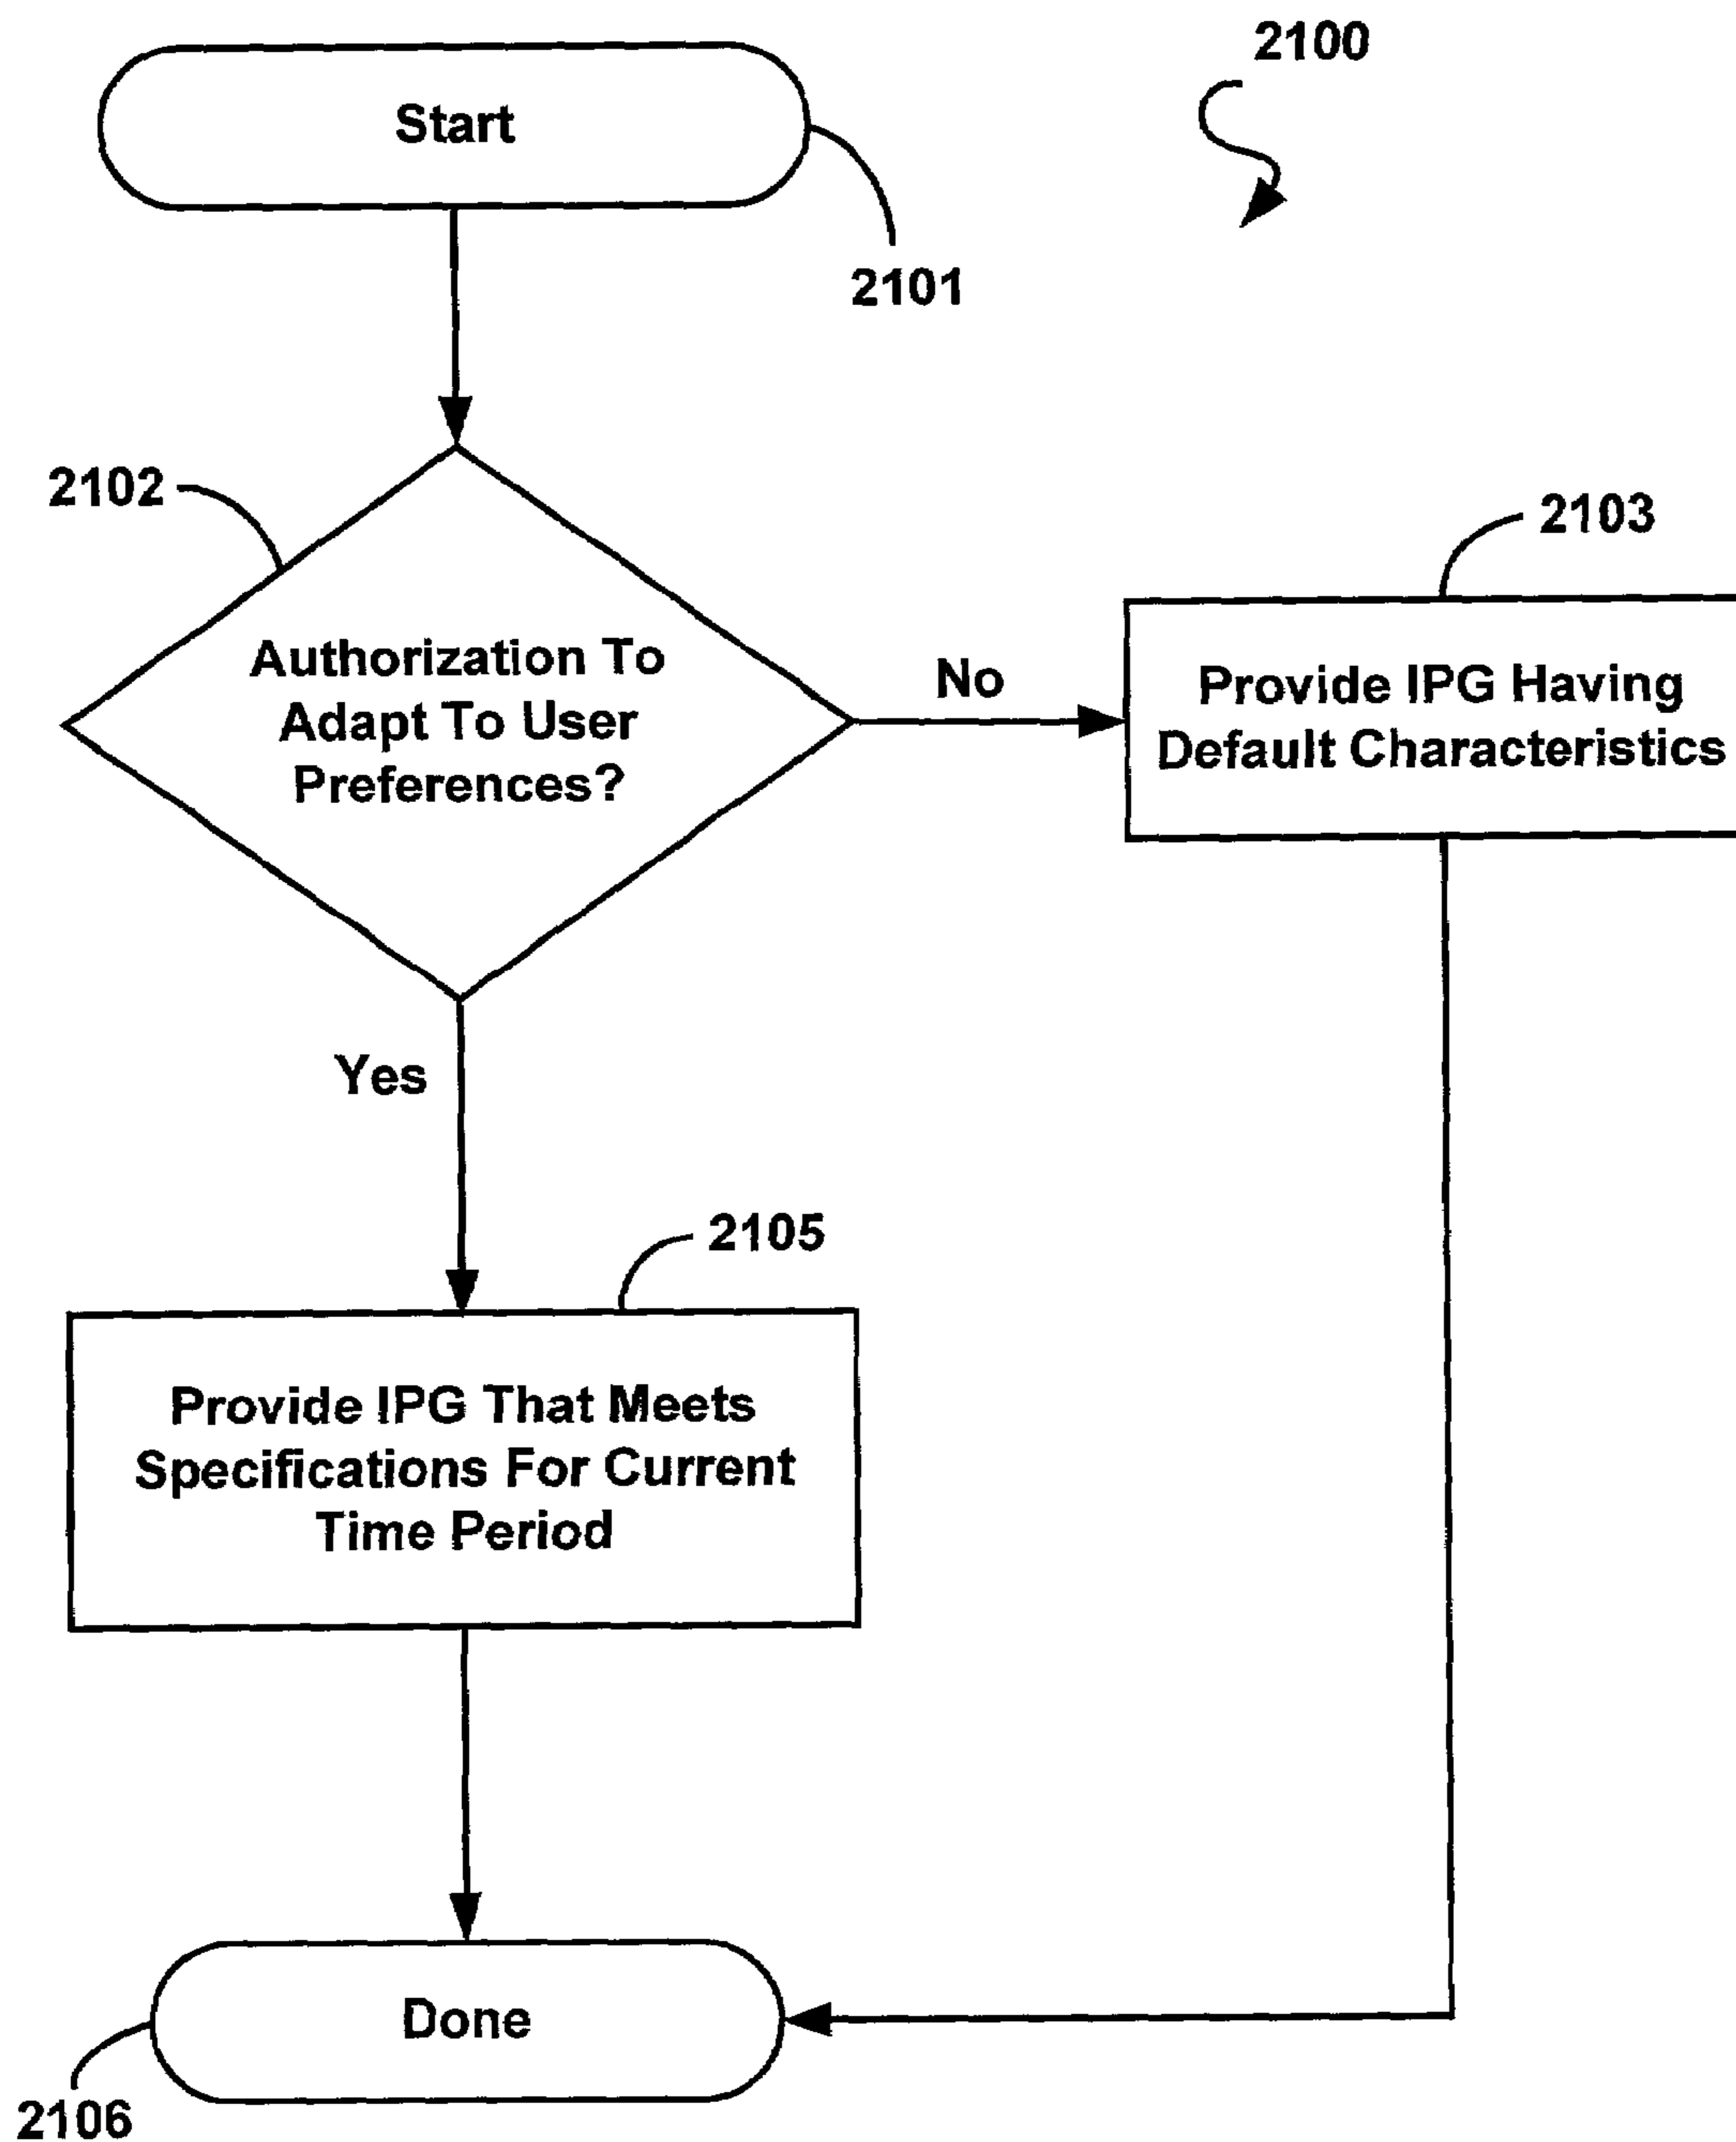 2100
Start
2101
2102
Authorization To
Adapt To User
Preferences?
No
2103
Provide IPG Having
Default Characteristics
Yes
2105
Provide IPG That Meets
Specifications For Current
Time Period
Done
2106